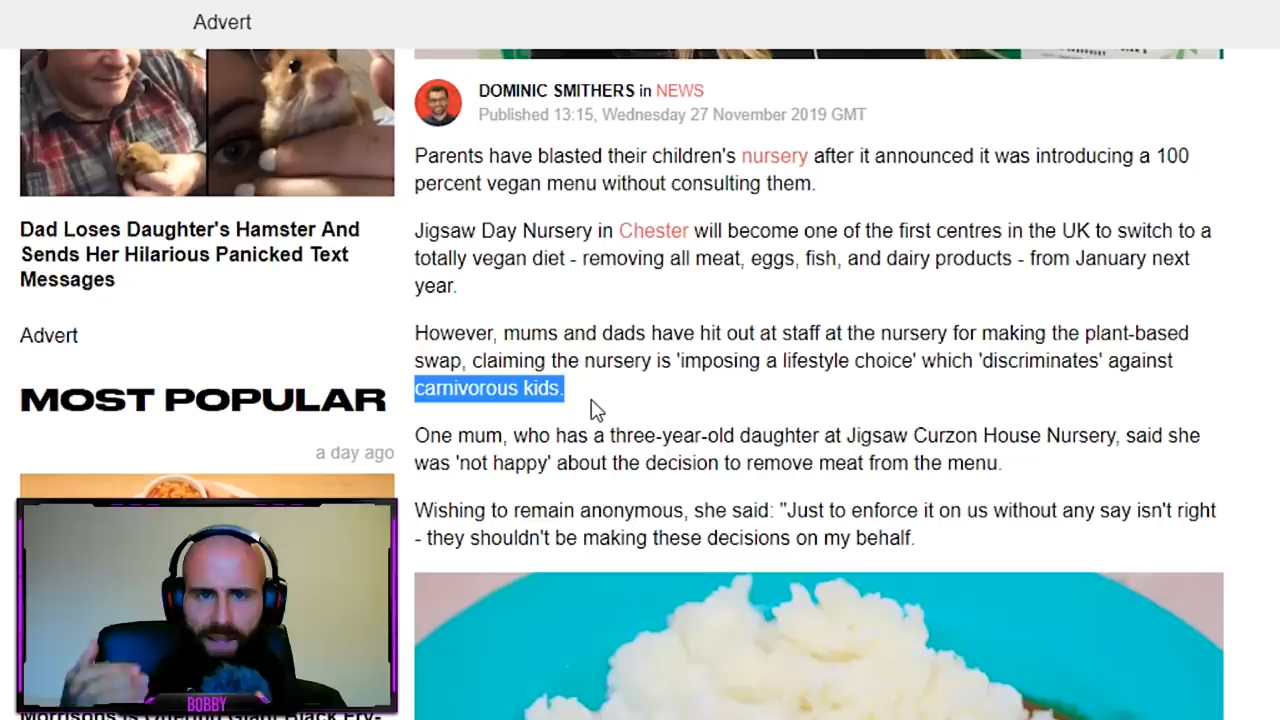 Advert
DOMINIC SMITHERS in NEWS
Published 13:15, Wednesday 27 November 2019 GMT
Parents have blasted their children's nursery after it announced it was introducing a 100
percent vegan menu without consulting them.
Jigsaw Day Nursery in Chester will become one of the first centres in the UK to switch to a
totally vegan diet - removing all meat, eggs, fish, and dairy products - from January next
year.
However, mums and dads have hit out at staff at the nursery for making the plant-based
swap, claiming the nursery is 'imposing a lifestyle choice' which 'discriminates' against
carnivorous kids.
One mum, who has a three-year-old daughter at Jigsaw Curzon House Nursery, said she
was 'not happy' about the decision to remove meat from the menu.
Wishing to remain anonymous, she said: "Just to enforce it on us without any say isn't right
- they shouldn't be making these decisions on my behalf.
Dad Loses Daughter's Hamster And
Sends Her Hilarious Panicked Text
Messages
Advert
MOST POPULAR
a day ago
BOBBY
Morrisons Is Offering Giant Black Fry-